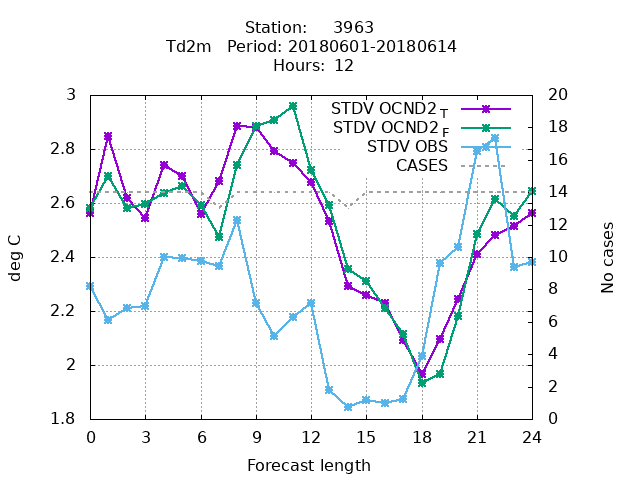 Station: 3963
Td2m Period: 20180601-20180614
Hours: 12
STDV OCND2 T
STDV OCND2 F
STDV OBS
CASES
deg C
3
2.8
2.6
2.4
2.2
2
1.8
No cases
20
18
16
14
12
10
8
6
4
2
0
0 3 6 9 12 15 18 21 24
Forecast length